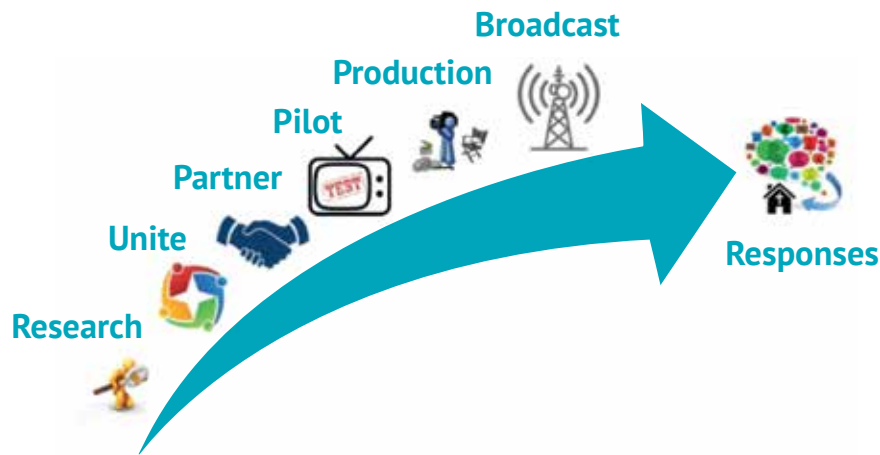 Broadcast
Production
Pilot
TEST
Partner
Unite
Research
Responses